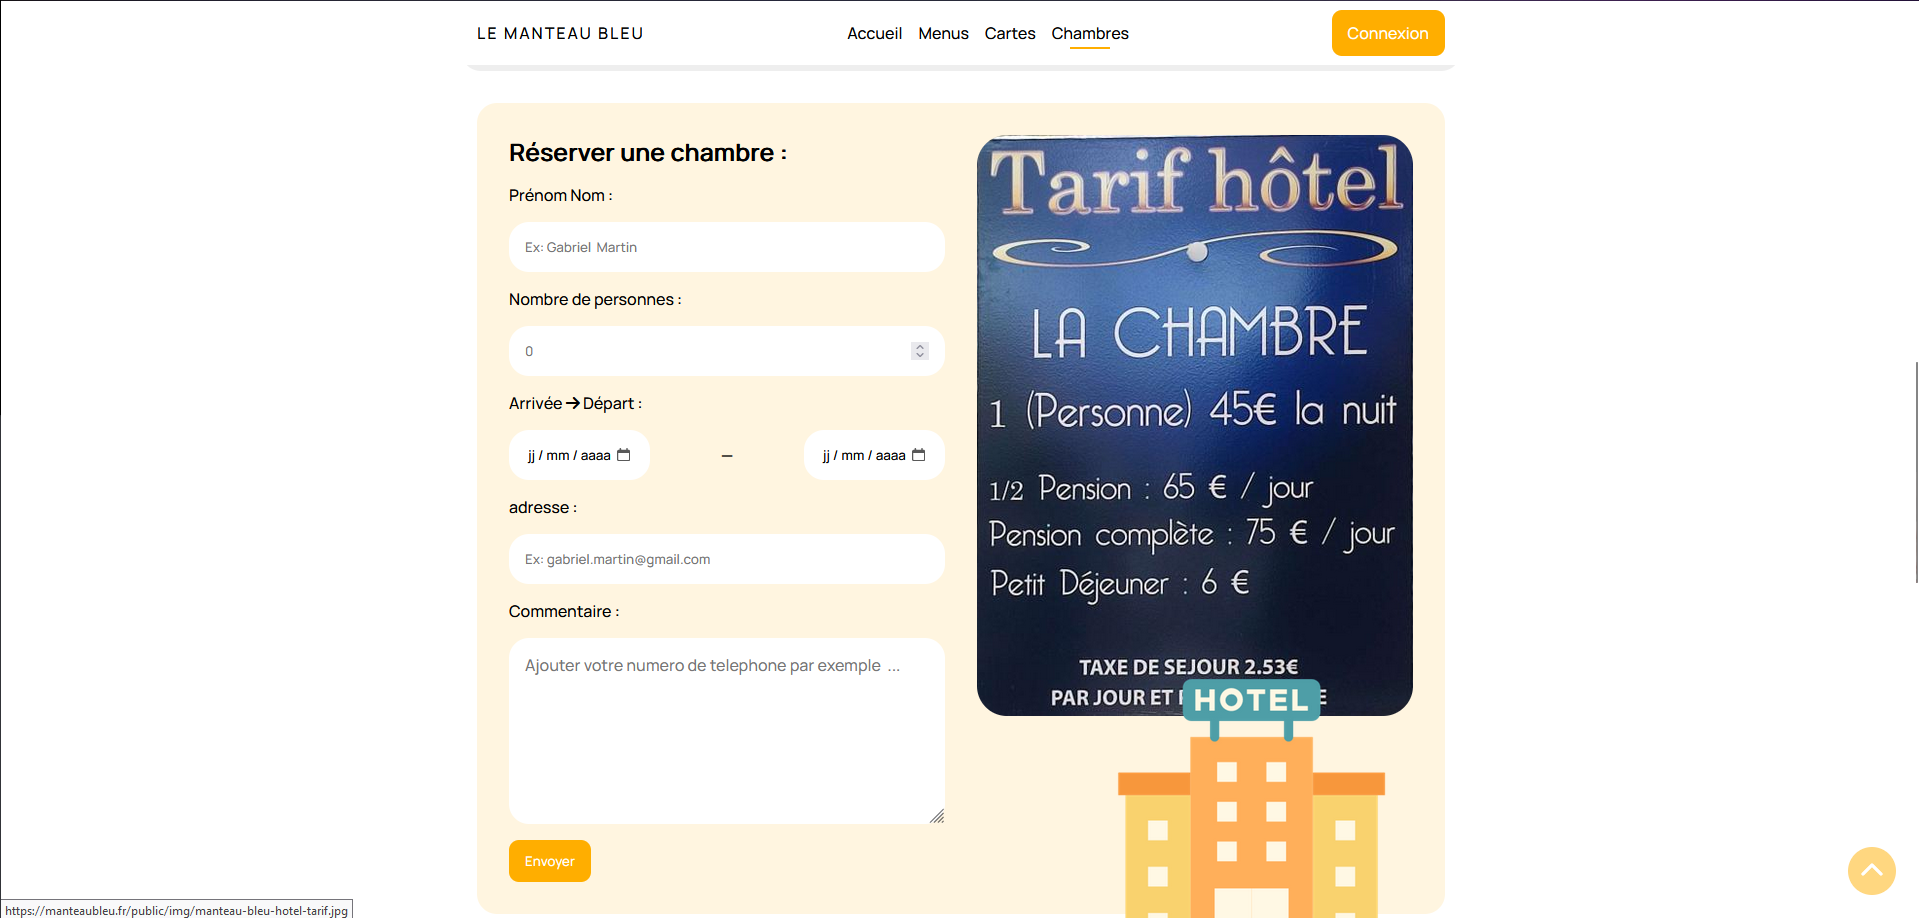 LE MANTEAU BLEU
Accueil Menus Cartes Chambres
Connexion
Réserver une chambre :
Prénom Nom :
Ex: Gabriel Martin
Nombre de personnes :
0
Arrivée → Départ :
jj / mm / aaaa – jj / mm / aaaa
adresse :
Ex: gabriel.martin@gmail.com
Commentaire :
Ajouter votre numero de telephone par exemple ...
Envoyer
Tarif hôtel
LA CHAMBRE
1 (Personne) 45€ la nuit
1/2 Pension : 65 € / jour
Pension complète : 75 € / jour
Petit Déjeuner : 6 €
TAXE DE SEJOUR 2.53€
PAR JOUR ET
HOTEL
https://manteaubleu.fr/public/img/manteau-bleu-hotel-tarif.jpg